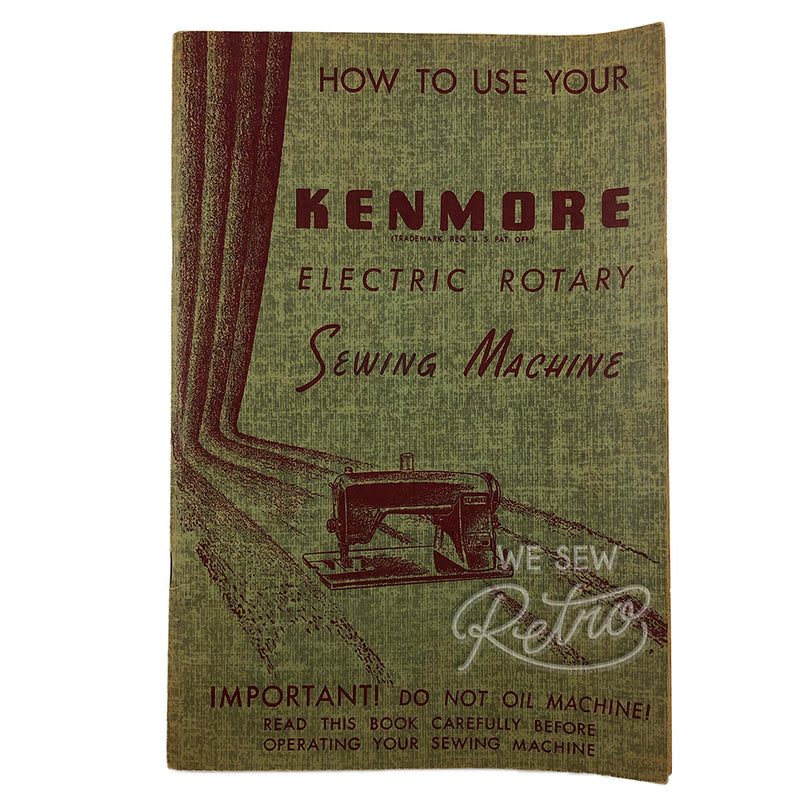 HOW TO USE YOUR
KENMORE
(TRADEMARK, REG. U. S. PAT. OFF.)
ELECTRIC ROTARY
SEWING MACHINE
KENMORE
WE SEW
Retro
IMPORTANT! DO NOT OIL MACHINE!
READ THIS BOOK CAREFULLY BEFORE
OPERATING YOUR SEWING MACHINE